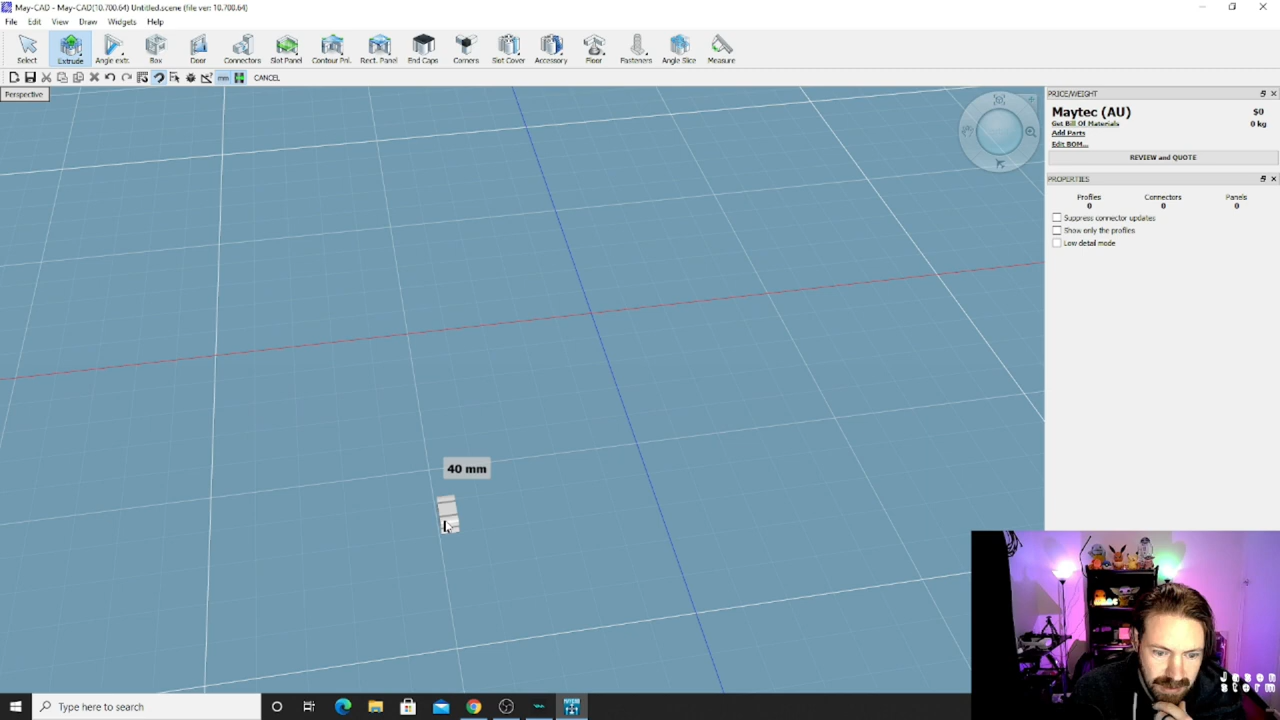 May-CAD - May-CAD(10.700.64) Untitled.scene (file ver: 10.700.64)
File Edit View Draw Widgets Help
Select Extrude Angle extr. Box Door Connectors Slot Panel Contour Pnl. Rect. Panel End Caps Corners Slot Cover Accessory Floor Fasteners Angle Slice Measure
mm CANCEL
Perspective
40 mm
PRICE/WEIGHT
Maytec (AU) $0
Get Bill Of Materials 0 kg
Add Parts
Edit BOM...
REVIEW and QUOTE
PROPERTIES
Profiles Connectors Panels
0 0 0
Suppress connector updates
Show only the profiles
Low detail mode
Jason
Storm
Type here to search